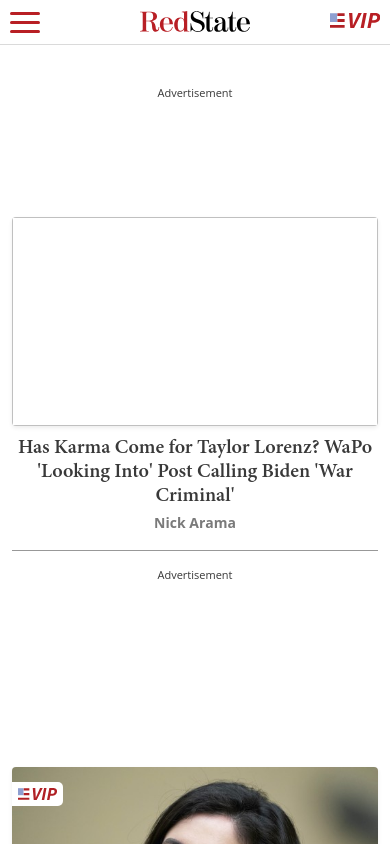 RedState
VIP
Advertisement
Has Karma Come for Taylor Lorenz? WaPo
'Looking Into' Post Calling Biden 'War
Criminal'
Nick Arama
Advertisement
VIP